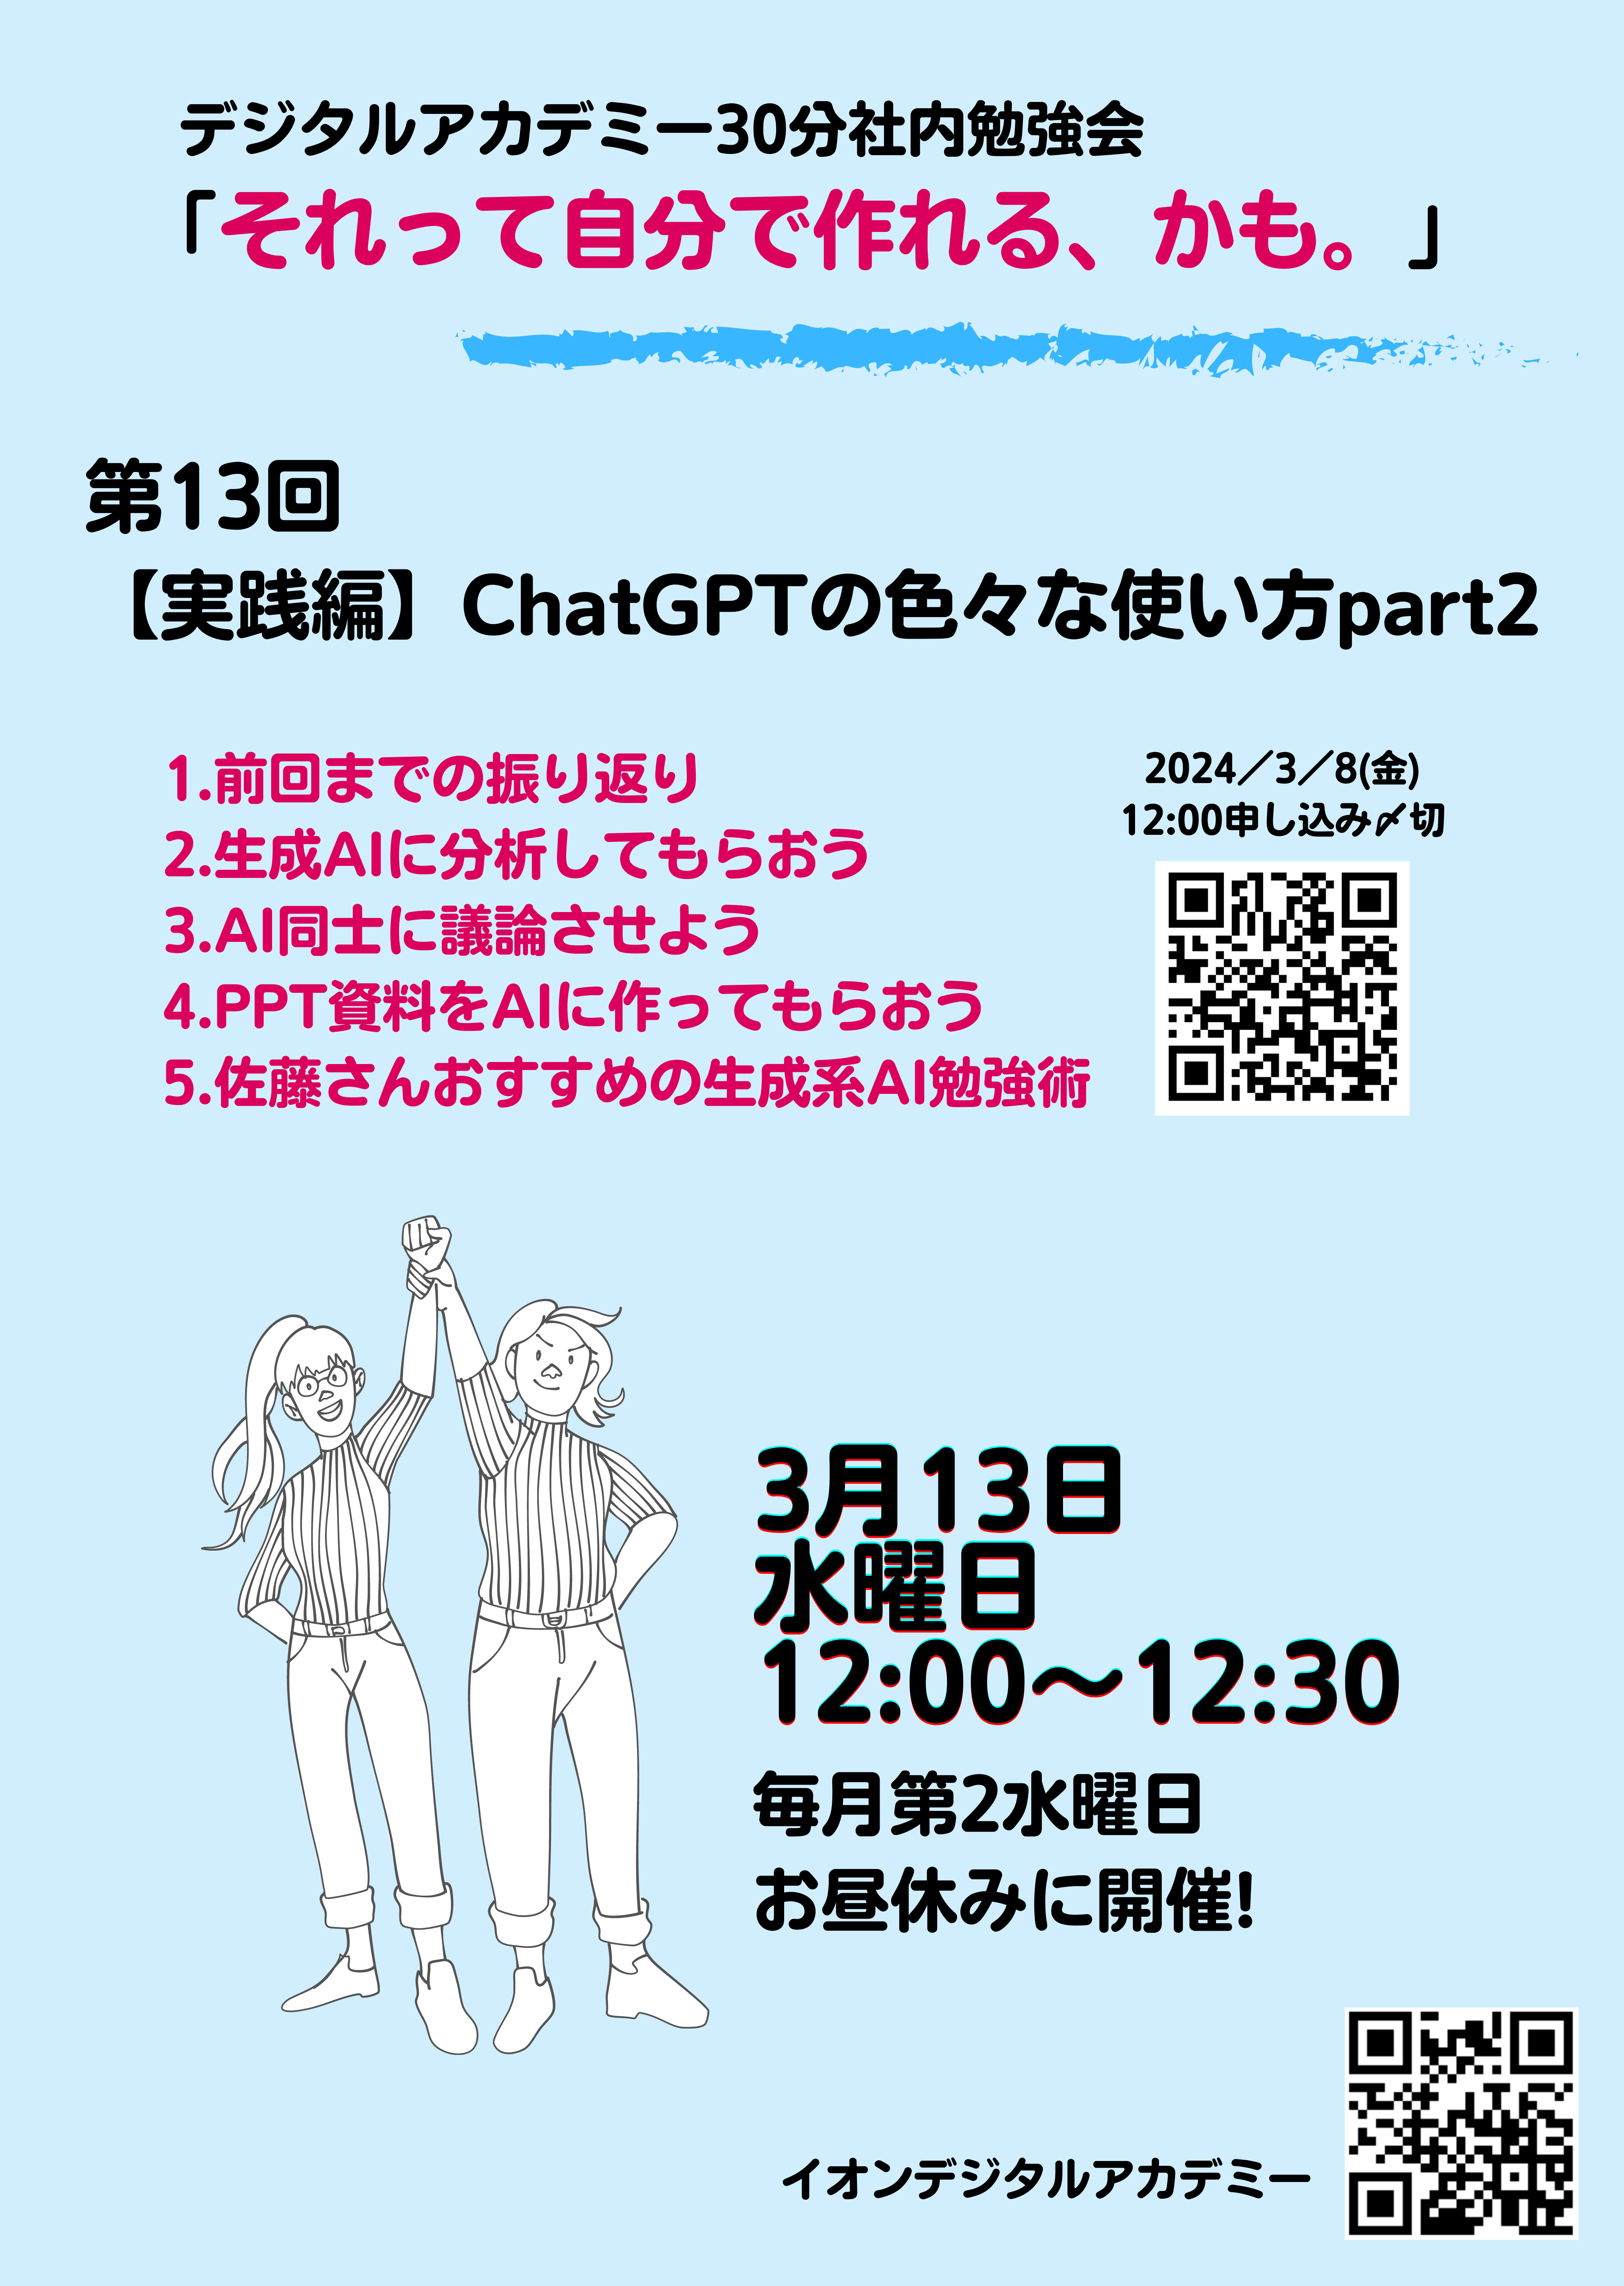 デジタルアカデミー30分社内勉強会
「それって自分で作れる、かも。」
第13回
【実践編】ChatGPTの色々な使い方part2
1.前回までの振り返り
2.生成AIに分析してもらおう
3.AI同士に議論させよう
4.PPT資料をAIに作ってもらおう
5.佐藤さんおすすめの生成系AI勉強術
2024／3／8(金)
12:00申し込み〆切
3月13日
水曜日
12:00〜12:30
毎月第2水曜日
お昼休みに開催!
イオンデジタルアカデミー